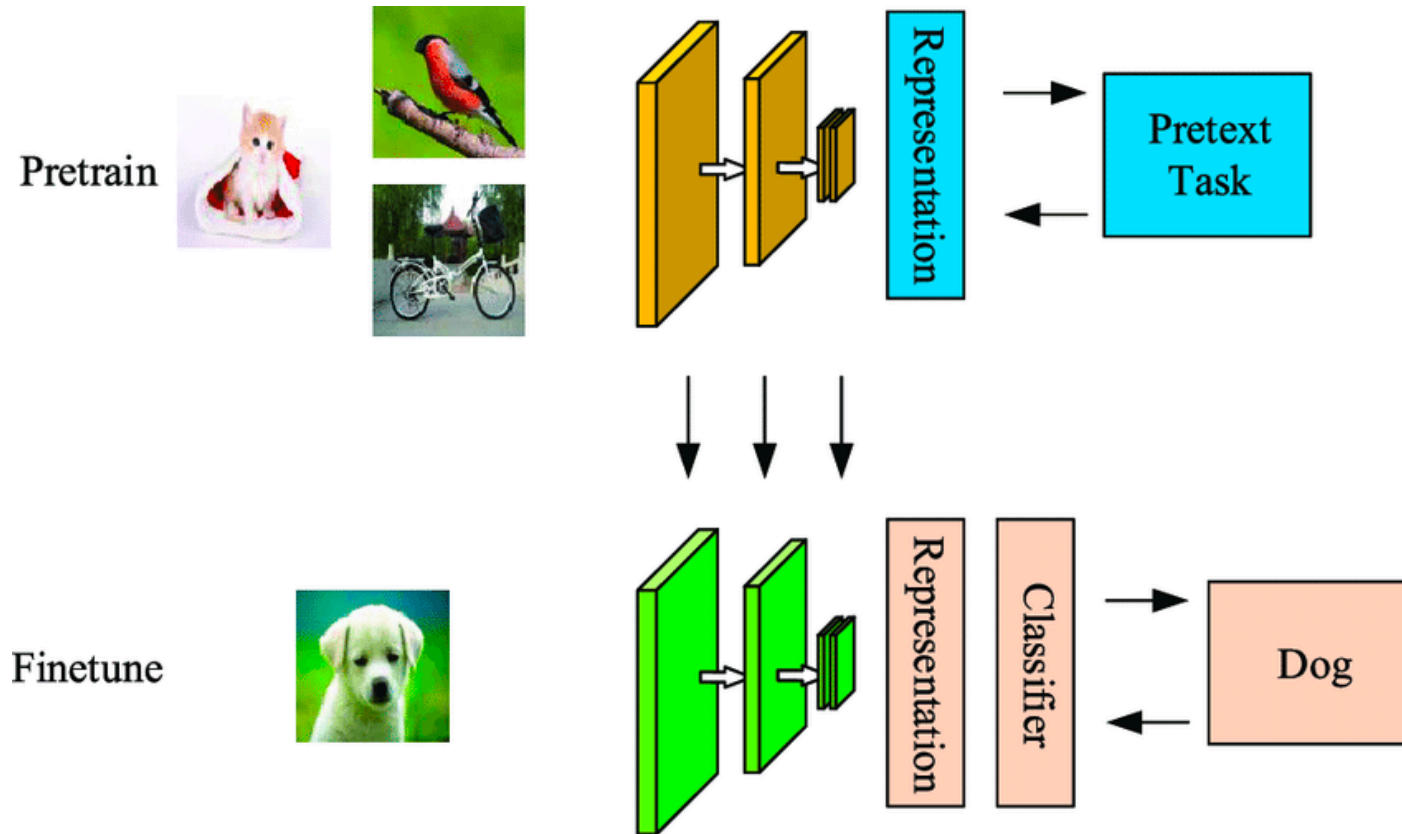 Pretrain
Representation
Pretext
Task
Finetune
Representation
Classifier
Dog